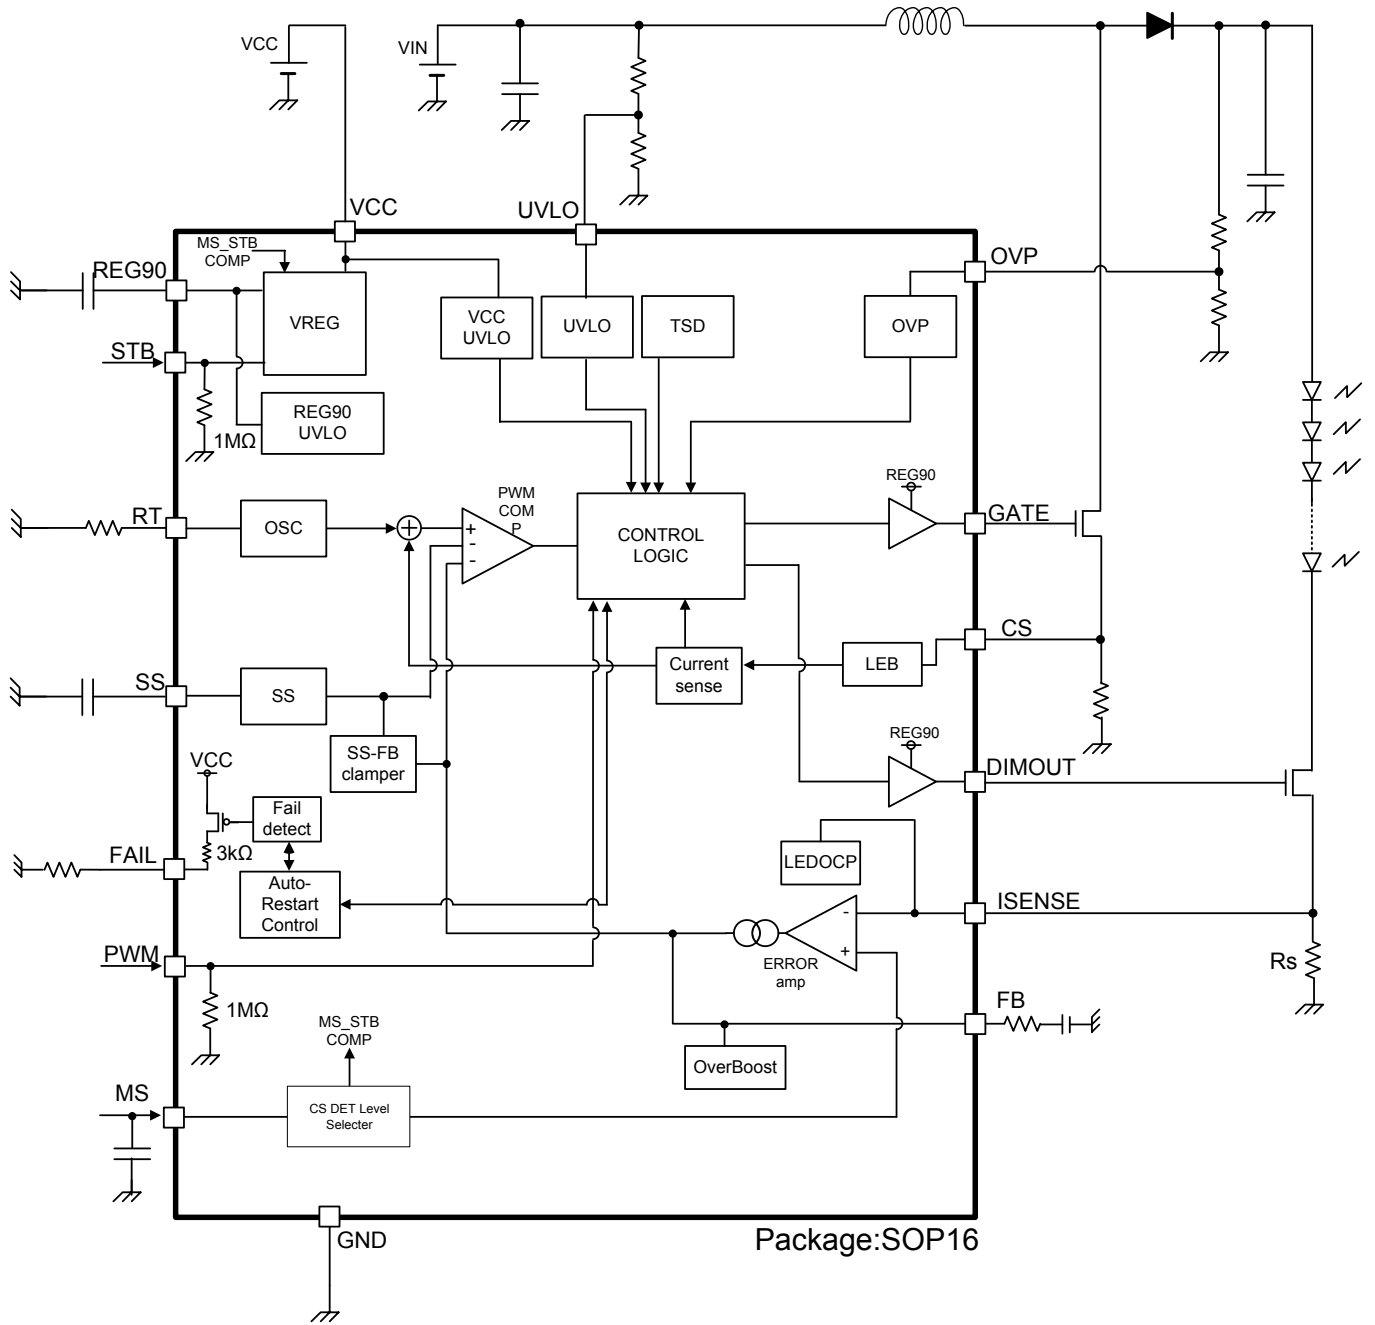 VCC
VIN
VCC
UVLO
MS_STB
COMP
REG90
OVP
VREG
VCC
UVLO
UVLO
TSD
OVP
STB
REG90
UVLO
1MΩ
PWM
COM
P
REG90
RT
OSC
+
-
-
CONTROL
LOGIC
GATE
CS
SS
SS
Current
sense
LEB
SS-FB
clamper
REG90
DIMOUT
VCC
Fail
detect
3kΩ
FAIL
Auto-
Restart
Control
LEDOCP
ISENSE
-
+
ERROR
amp
PWM
1MΩ
Rs
FB
MS_STB
COMP
OverBoost
MS
CS DET Level
Selecter
GND
Package:SOP16